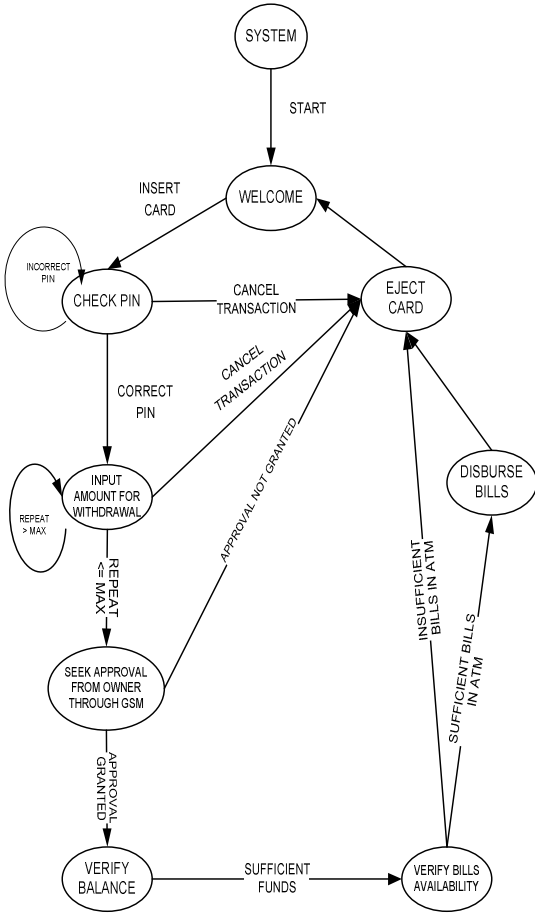 SYSTEM
START
INSERT
CARD
WELCOME
INCORRECT
PIN
CHECK PIN
CANCEL
TRANSACTION
EJECT
CARD
CORRECT
PIN
CANCEL
TRANSACTION
APPROVAL NOT GRANTED
INPUT
AMOUNT FOR
WITHDRAWAL
REPEAT
> MAX
DISBURSE
BILLS
REPEAT
<= MAX
INSUFFICIENT
BILLS IN ATM
SUFFICIENT BILLS
IN ATM
SEEK APPROVAL
FROM OWNER
THROUGH GSM
APPROVAL
GRANTED
VERIFY
BALANCE
SUFFICIENT
FUNDS
VERIFY BILLS
AVAILABILITY